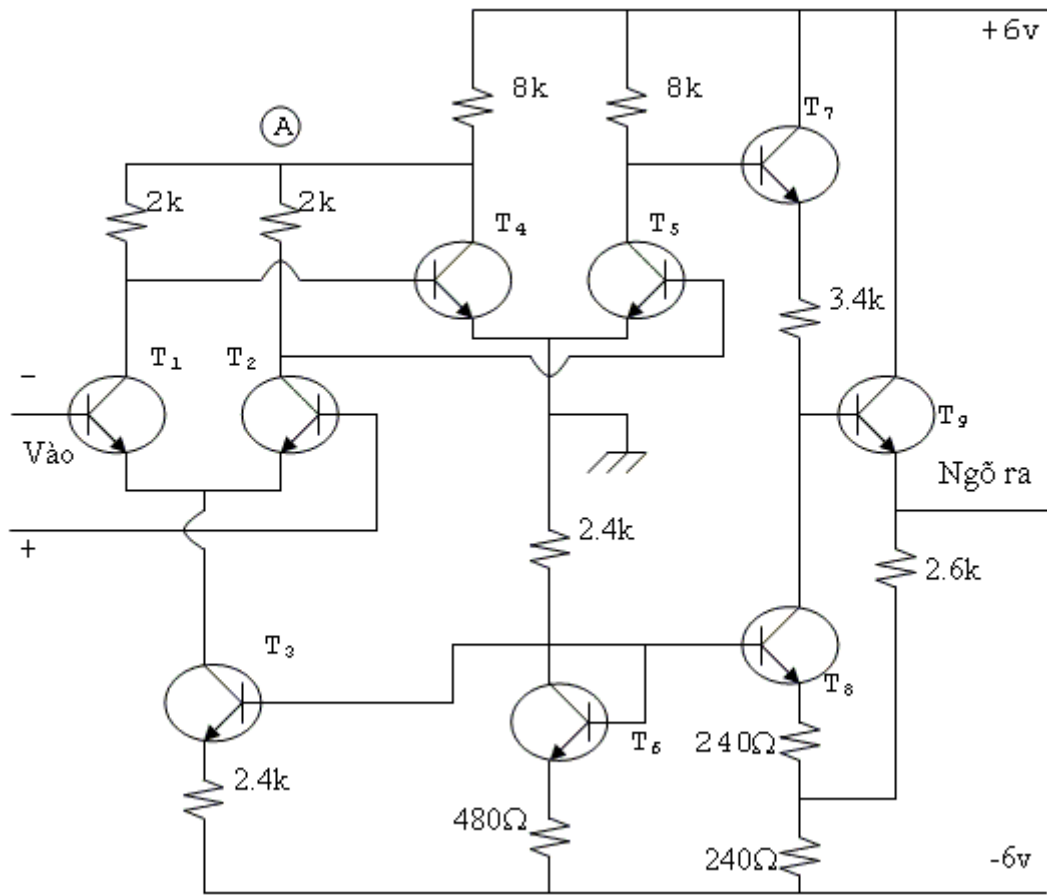 +6v
8k
8k
T₇
A
2k
2k
T₄
T₅
3.4k
T₁
T₂
-
T₉
Vào
Ngõ ra
+
2.4k
2.6k
T₃
T₈
T₆
240Ω
2.4k
480Ω
240Ω
-6v